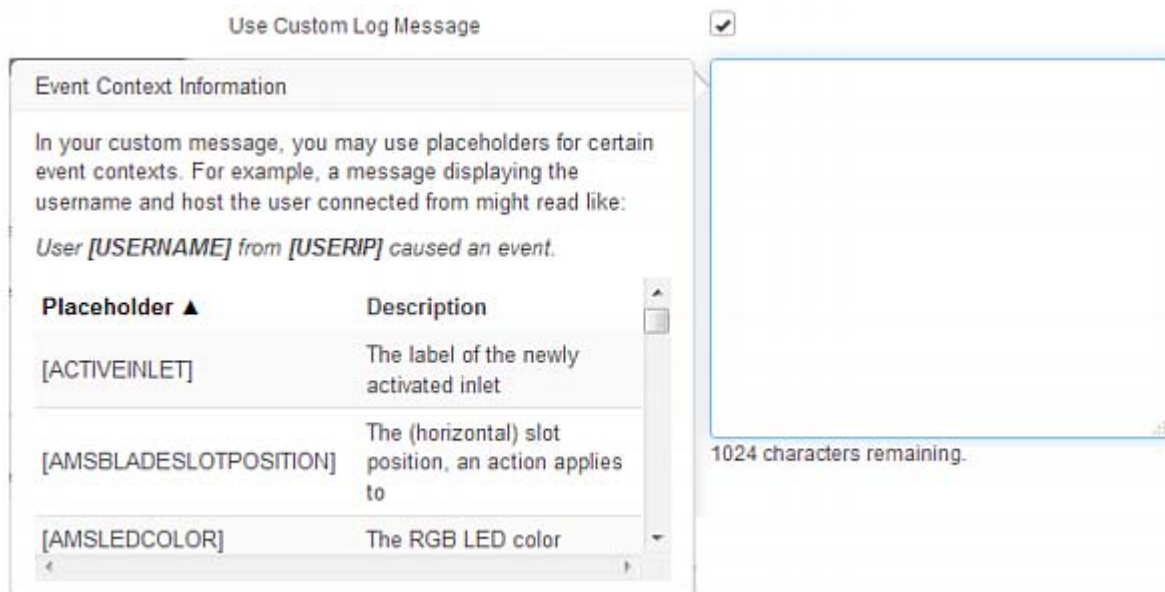 Use Custom Log Message
Event Context Information
In your custom message, you may use placeholders for certain
event contexts. For example, a message displaying the
username and host the user connected from might read like:
User [USERNAME] from [USERIP] caused an event.
Placeholder ▲ Description
[ACTIVEINLET] The label of the newly
activated inlet
[AMSBLADESLOTPOSITION] The (horizontal) slot
position, an action applies
to
[AMSLEDCOLOR] The RGB LED color
1024 characters remaining.